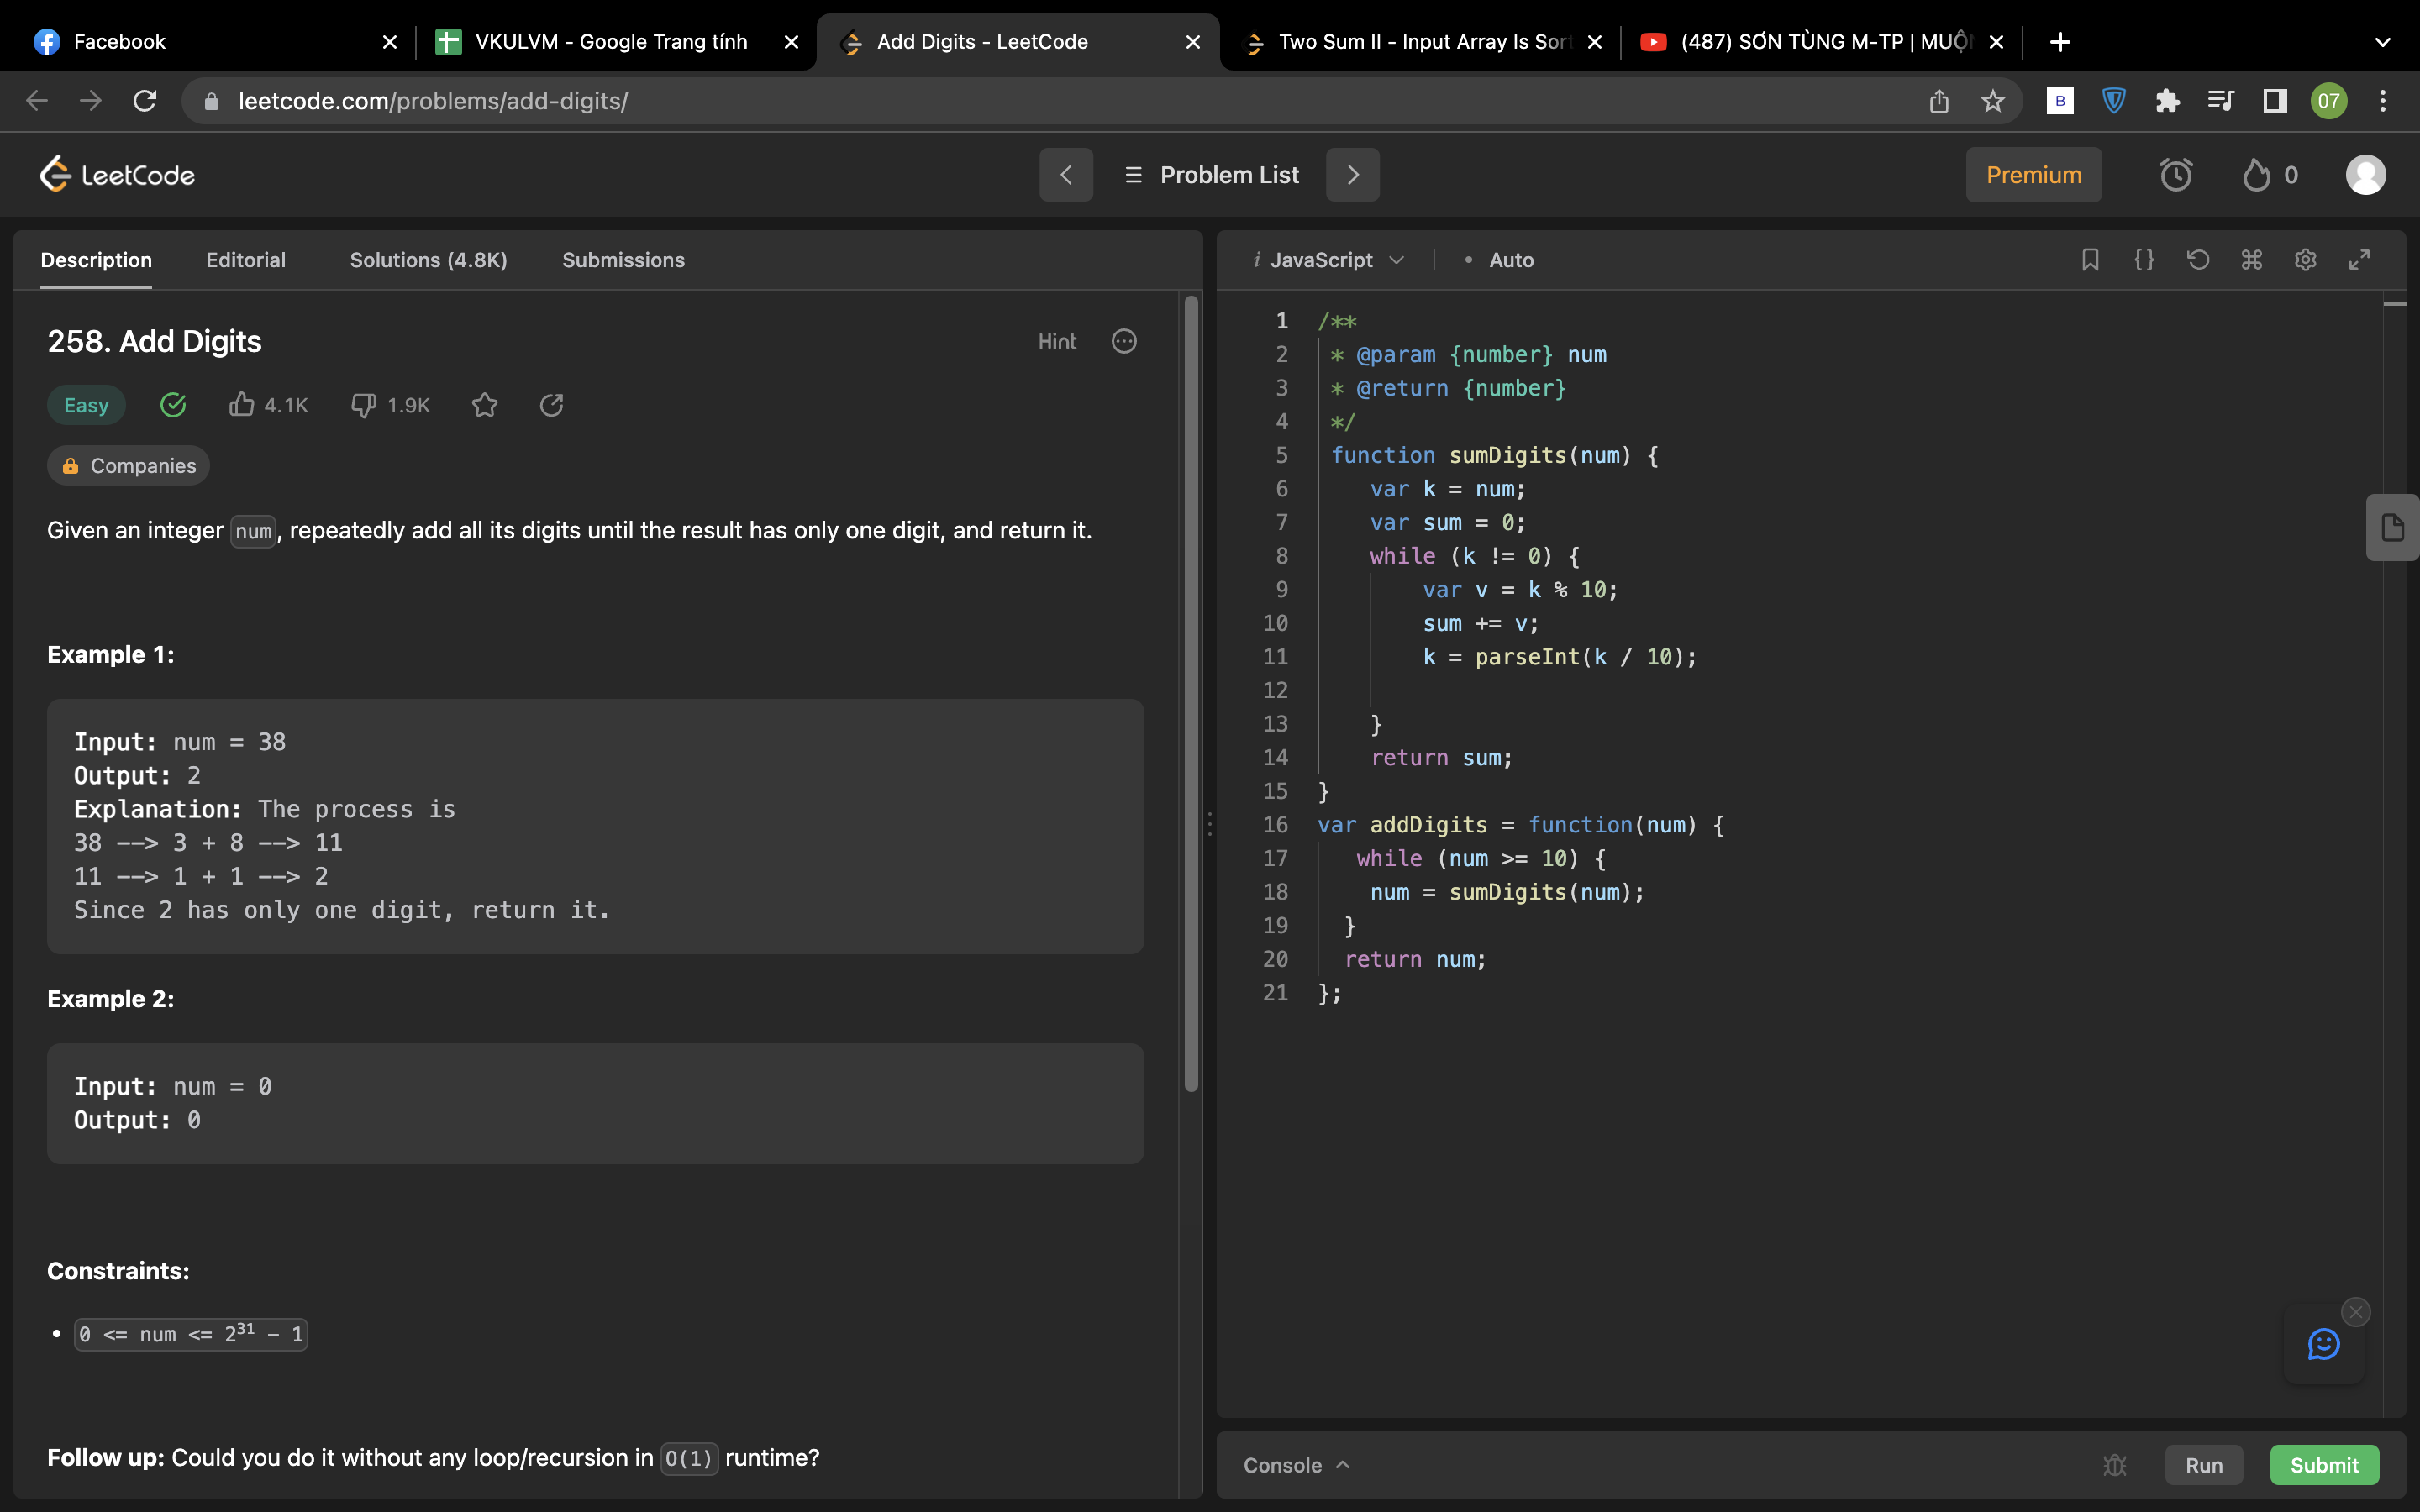 Facebook
VKULVM - Google Trang tính
Add Digits - LeetCode
Two Sum II - Input Array Is Sort
(487) SƠN TÙNG M-TP | MUỘN
leetcode.com/problems/add-digits/
B
07
LeetCode
Problem List
Premium
0
Description
Editorial
Solutions (4.8K)
Submissions
258. Add Digits
Hint
Easy
4.1K
1.9K
Companies
Given an integer num, repeatedly add all its digits until the result has only one digit, and return it.
Example 1:
Input: num = 38
Output: 2
Explanation: The process is
38 --> 3 + 8 --> 11
11 --> 1 + 1 --> 2
Since 2 has only one digit, return it.
Example 2:
Input: num = 0
Output: 0
Constraints:
• 0 <= num <= 2³¹ - 1
Follow up: Could you do it without any loop/recursion in O(1) runtime?
i JavaScript
• Auto
1 /**
2 * @param {number} num
3 * @return {number}
4 */
5 function sumDigits(num) {
6 var k = num;
7 var sum = 0;
8 while (k != 0) {
9 var v = k % 10;
10 sum += v;
11 k = parseInt(k / 10);
12
13 }
14 return sum;
15 }
16 var addDigits = function(num) {
17 while (num >= 10) {
18 num = sumDigits(num);
19 }
20 return num;
21 };
Console
Run
Submit